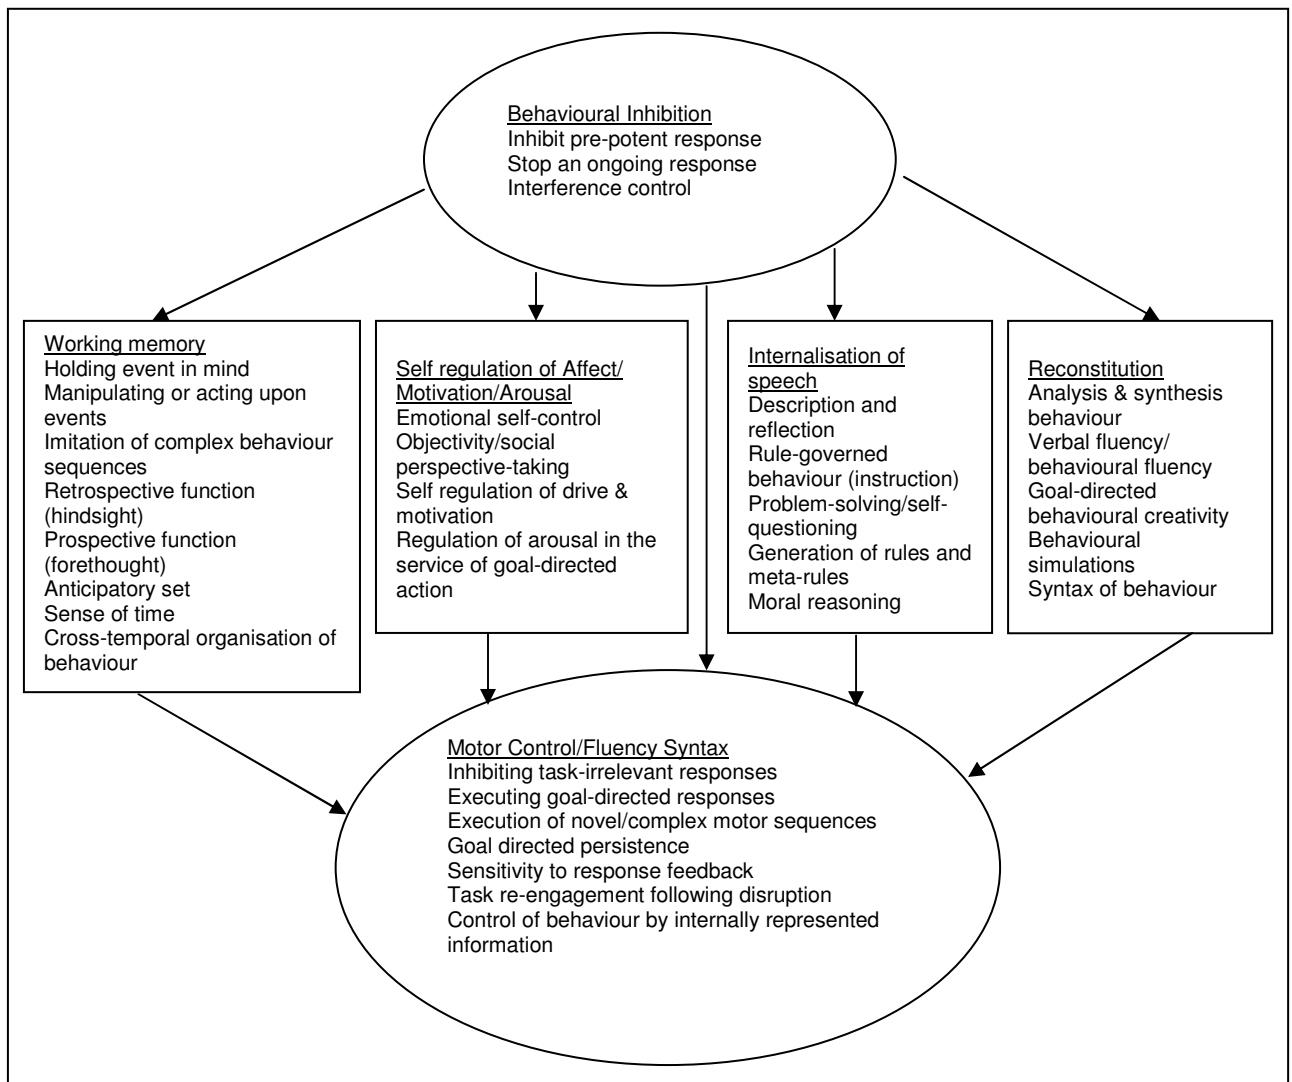 Behavioural Inhibition
Inhibit pre-potent response
Stop an ongoing response
Interference control
Working memory
Holding event in mind
Manipulating or acting upon
events
Imitation of complex behaviour
sequences
Retrospective function
(hindsight)
Prospective function
(forethought)
Anticipatory set
Sense of time
Cross-temporal organisation of
behaviour
Self regulation of Affect/
Motivation/Arousal
Emotional self-control
Objectivity/social
perspective-taking
Self regulation of drive &
motivation
Regulation of arousal in the
service of goal-directed
action
Internalisation of
speech
Description and
reflection
Rule-governed
behaviour (instruction)
Problem-solving/self-
questioning
Generation of rules and
meta-rules
Moral reasoning
Reconstitution
Analysis & synthesis
behaviour
Verbal fluency/
behavioural fluency
Goal-directed
behavioural creativity
Behavioural
simulations
Syntax of behaviour
Motor Control/Fluency Syntax
Inhibiting task-irrelevant responses
Executing goal-directed responses
Execution of novel/complex motor sequences
Goal directed persistence
Sensitivity to response feedback
Task re-engagement following disruption
Control of behaviour by internally represented
information